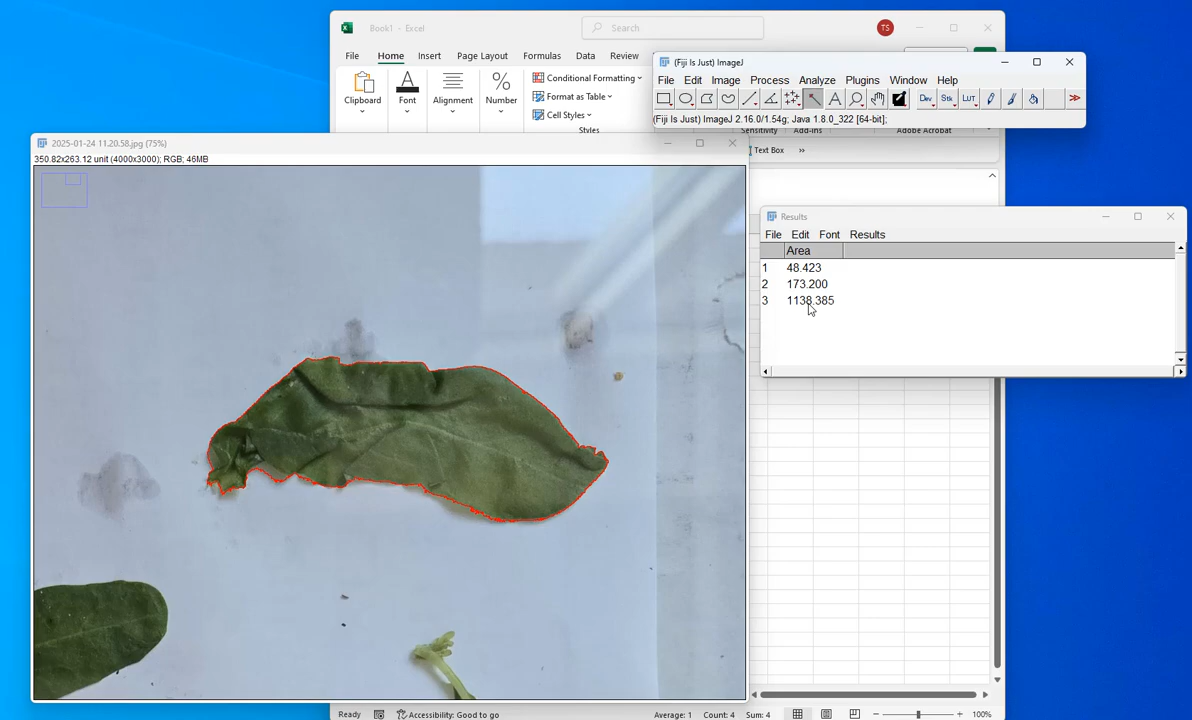 Book1 - Excel
Search
TS
File Home Insert Page Layout Formulas Data Review
Clipboard
Font
Alignment
Number
Conditional Formatting
Format as Table
Cell Styles
Styles
Sensitivity
Add-ins
Adobe Acrobat
Text Box
(Fiji Is Just) ImageJ
File Edit Image Process Analyze Plugins Window Help
Dev Stk LUT
(Fiji Is Just) ImageJ 2.16.0/1.54g; Java 1.8.0_322 [64-bit];
2025-01-24 11.20.58.jpg (75%)
350.82x263.12 unit (4000x3000); RGB; 46MB
Results
File Edit Font Results
Area
1 48.423
2 173.200
3 1138.385
Ready
Accessibility: Good to go
Average: 1 Count: 4 Sum: 4
100%